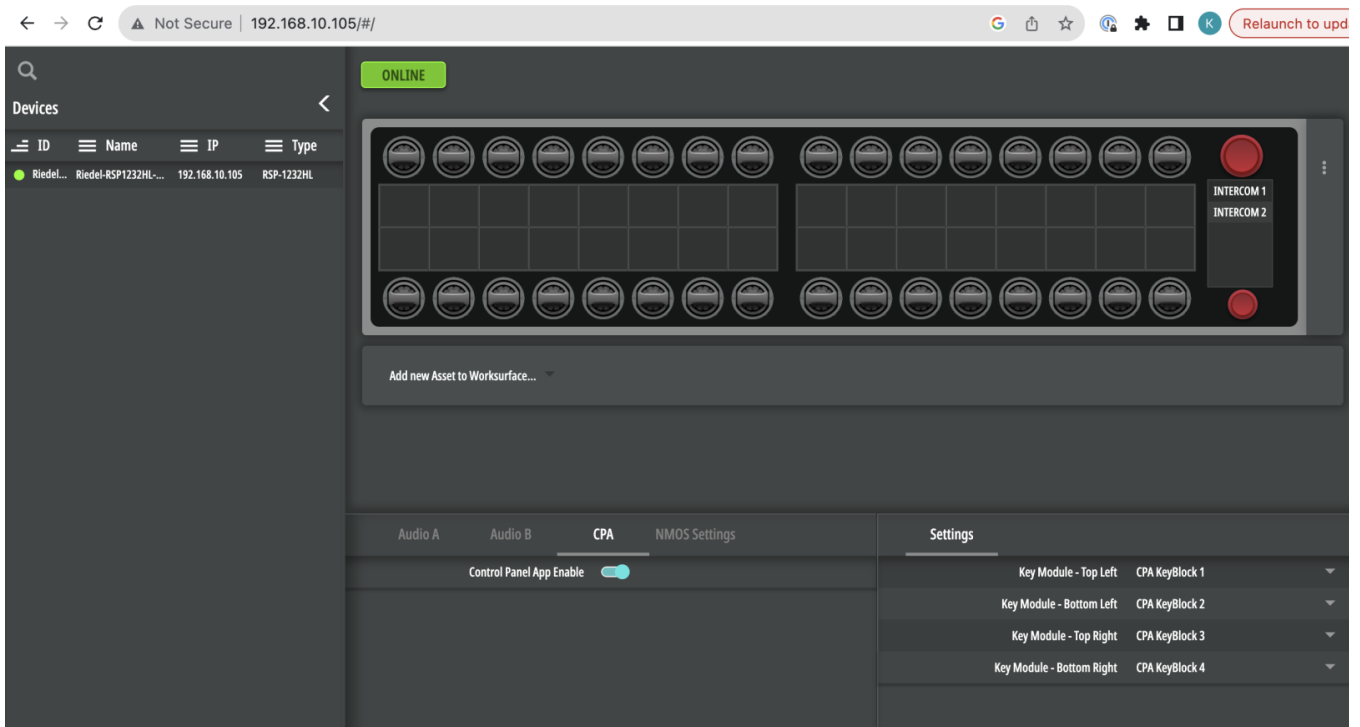 Not Secure | 192.168.10.105/#/
K
Relaunch to upd
Devices
ID Name IP Type
Riedel... Riedel-RSP1232HL-... 192.168.10.105 RSP-1232HL
ONLINE
INTERCOM 1
INTERCOM 2
Add new Asset to Worksurface...
Audio A Audio B CPA NMOS Settings
Control Panel App Enable
Settings
Key Module - Top Left CPA KeyBlock 1
Key Module - Bottom Left CPA KeyBlock 2
Key Module - Top Right CPA KeyBlock 3
Key Module - Bottom Right CPA KeyBlock 4